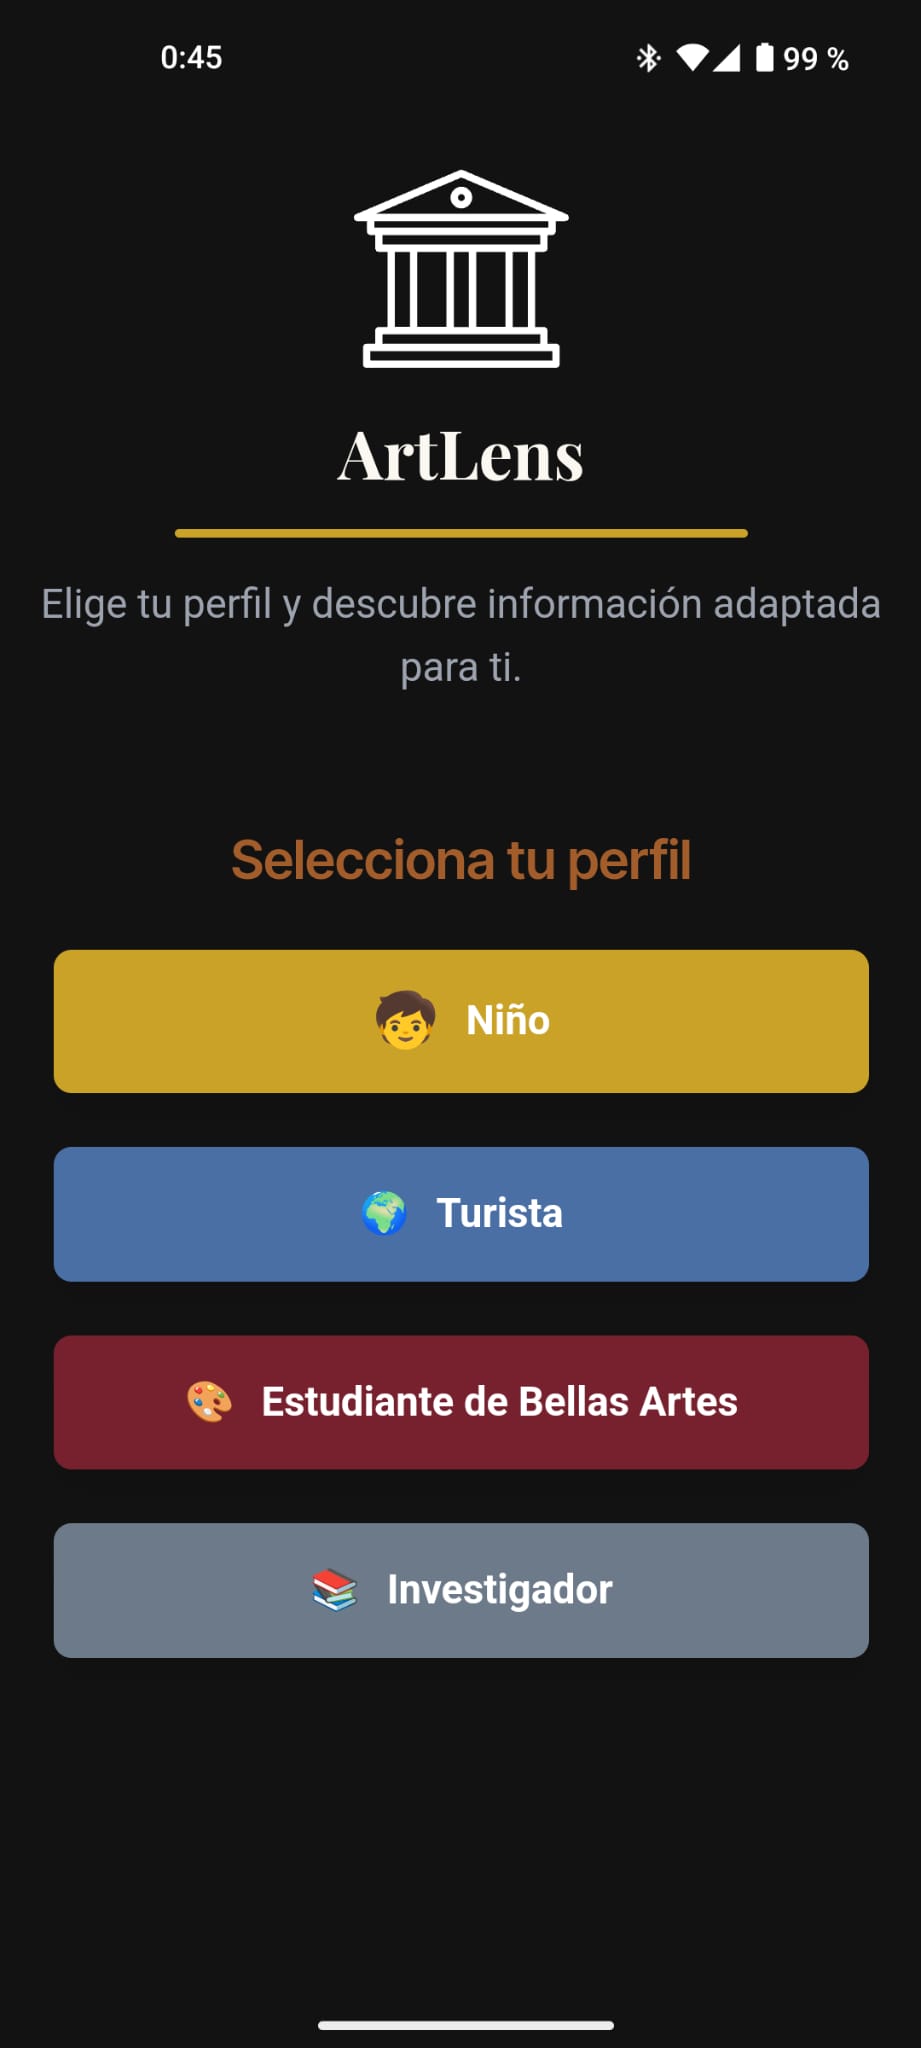 0:45
99 %
ArtLens
Elige tu perfil y descubre información adaptada
para ti.
Selecciona tu perfil
Niño
Turista
Estudiante de Bellas Artes
Investigador